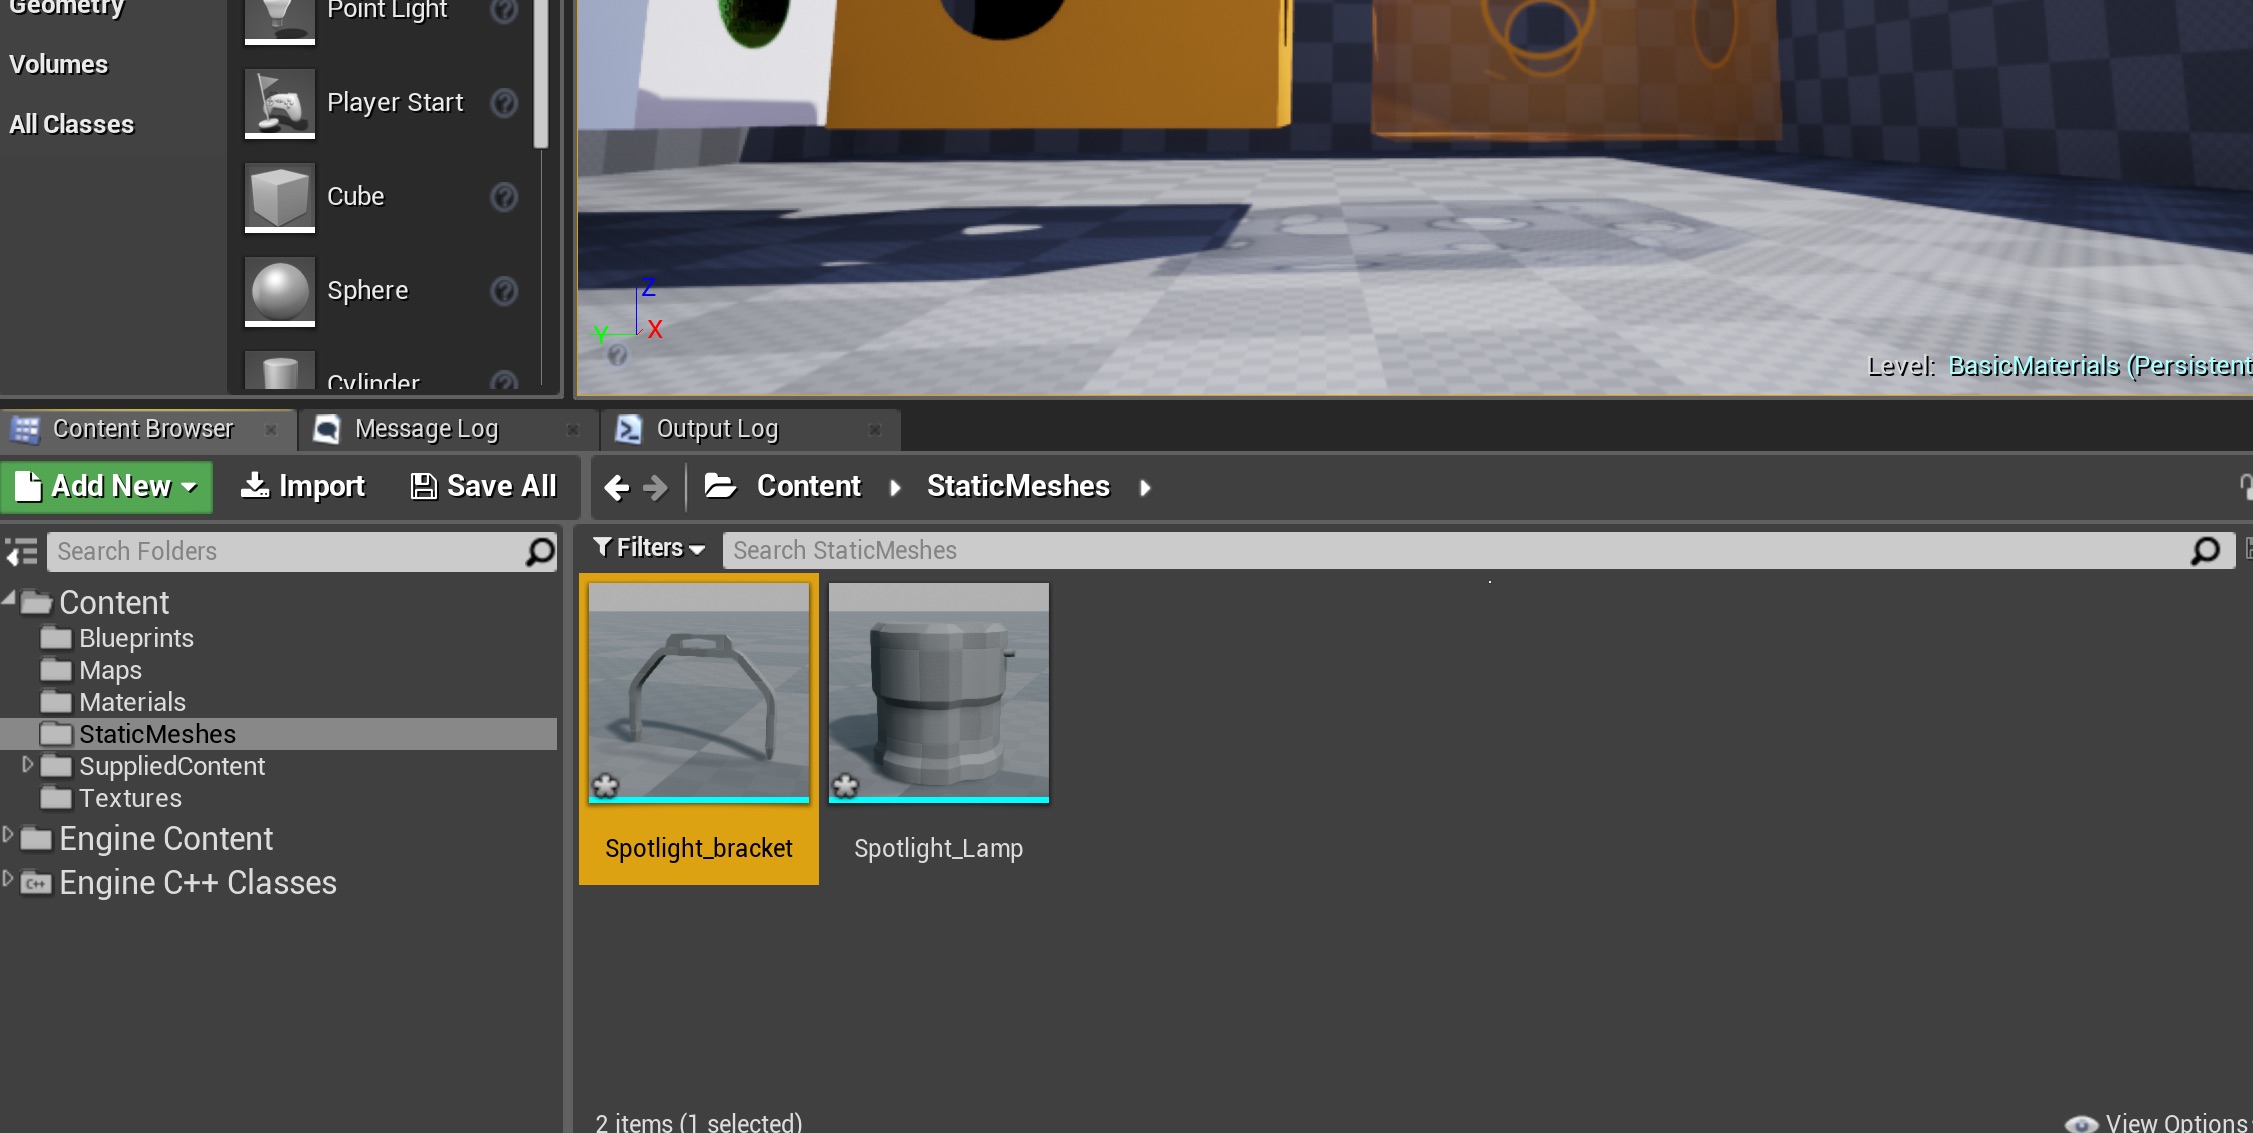 Geometry
Volumes
All Classes
Point Light
Player Start
Cube
Sphere
Cylinder
Z
Y
X
Level: BasicMaterials (Persistent
Content Browser
Message Log
Output Log
Add New
Import
Save All
Content
StaticMeshes
Search Folders
Filters
Search StaticMeshes
Content
Blueprints
Maps
Materials
StaticMeshes
SuppliedContent
Textures
Engine Content
C++
Engine C++ Classes
Spotlight_bracket
Spotlight_Lamp
2 items (1 selected)
View Options